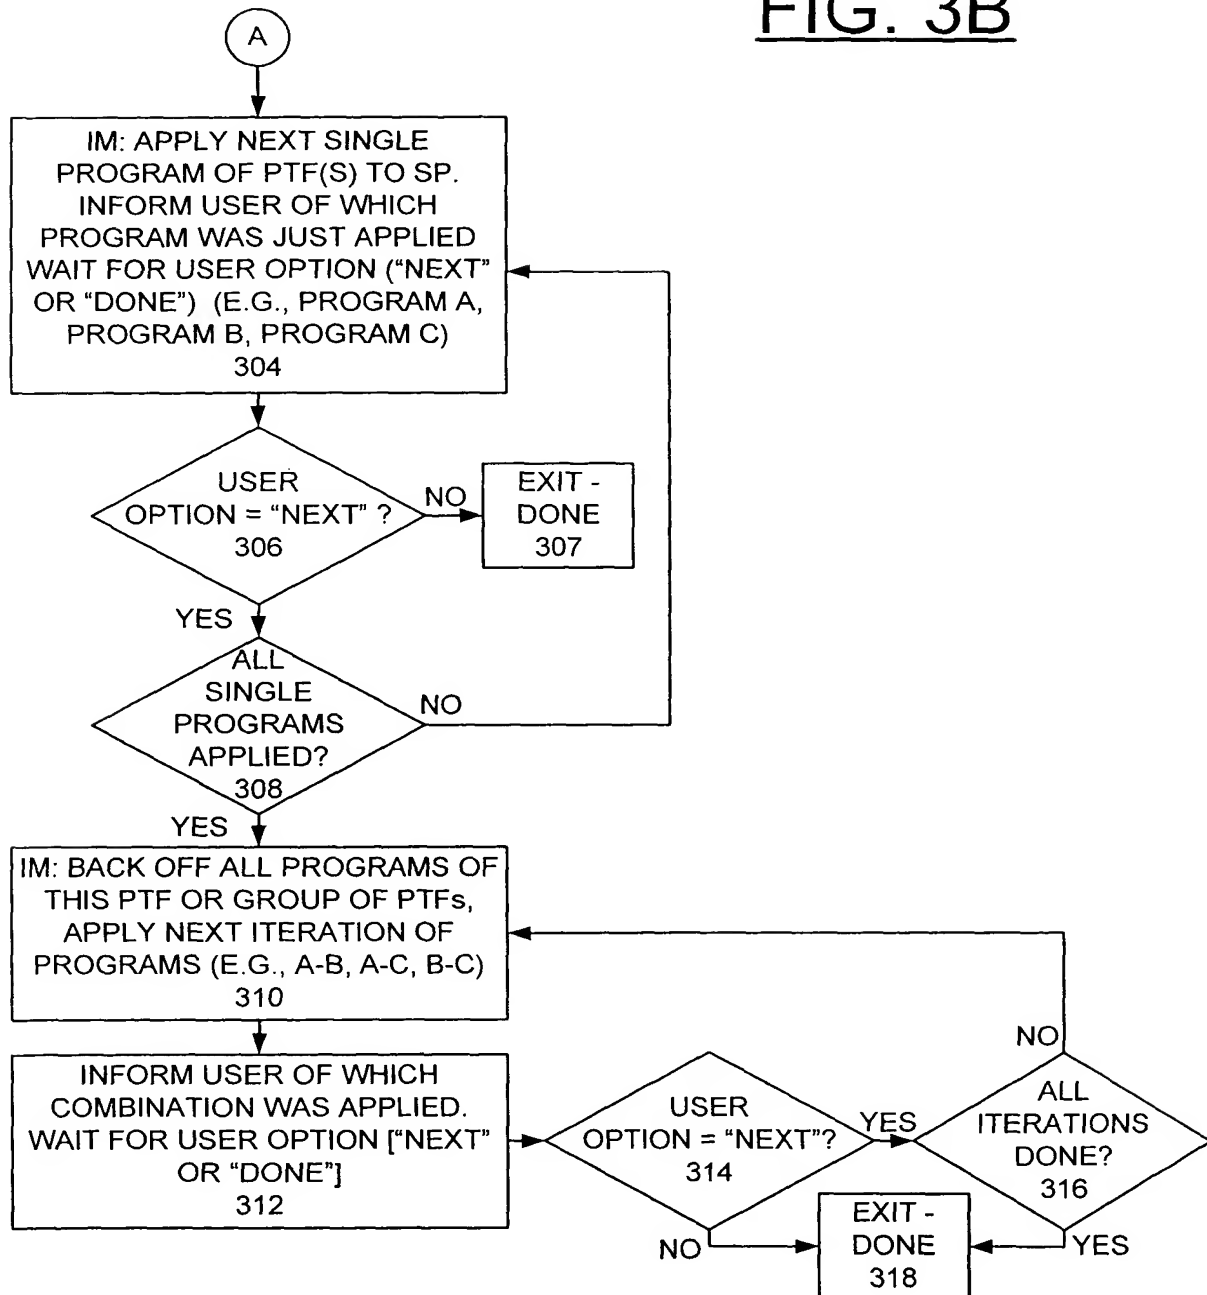 FIG. 3B
A
IM: APPLY NEXT SINGLE
PROGRAM OF PTF(S) TO SP.
INFORM USER OF WHICH
PROGRAM WAS JUST APPLIED
WAIT FOR USER OPTION ("NEXT"
OR "DONE") (E.G., PROGRAM A,
PROGRAM B, PROGRAM C)
304
USER
OPTION = "NEXT" ?
306
NO
EXIT -
DONE
307
YES
ALL
SINGLE
PROGRAMS
APPLIED?
308
NO
YES
IM: BACK OFF ALL PROGRAMS OF
THIS PTF OR GROUP OF PTFs,
APPLY NEXT ITERATION OF
PROGRAMS (E.G., A-B, A-C, B-C)
310
INFORM USER OF WHICH
COMBINATION WAS APPLIED.
WAIT FOR USER OPTION ["NEXT"
OR "DONE"]
312
USER
OPTION = "NEXT"?
314
YES
NO
ALL
ITERATIONS
DONE?
316
NO
YES
EXIT -
DONE
318